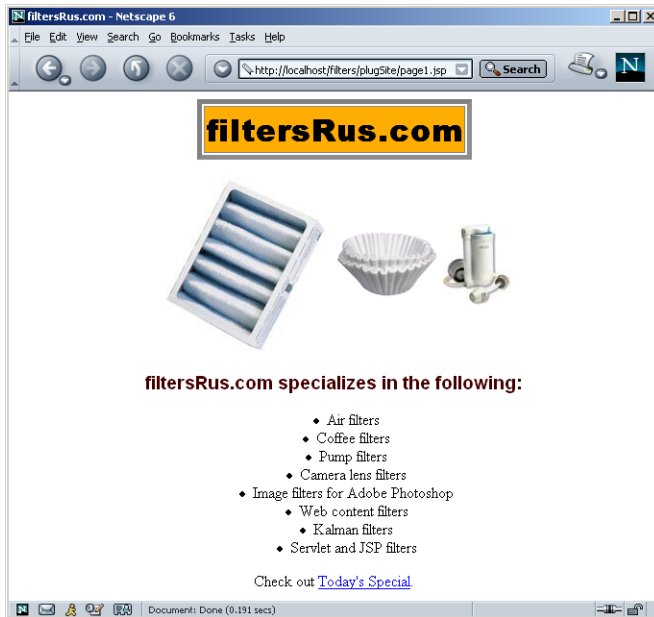 filtersRus.com - Netscape 6
File Edit View Search Go Bookmarks Tasks Help
http://localhost/filters/plugSite/page1.jsp Search N
filtersRus.com
filtersRus.com specializes in the following:
• Air filters
• Coffee filters
• Pump filters
• Camera lens filters
• Image filters for Adobe Photoshop
• Web content filters
• Kalman filters
• Servlet and JSP filters
Check out Today's Special.
Document: Done (0.191 secs)